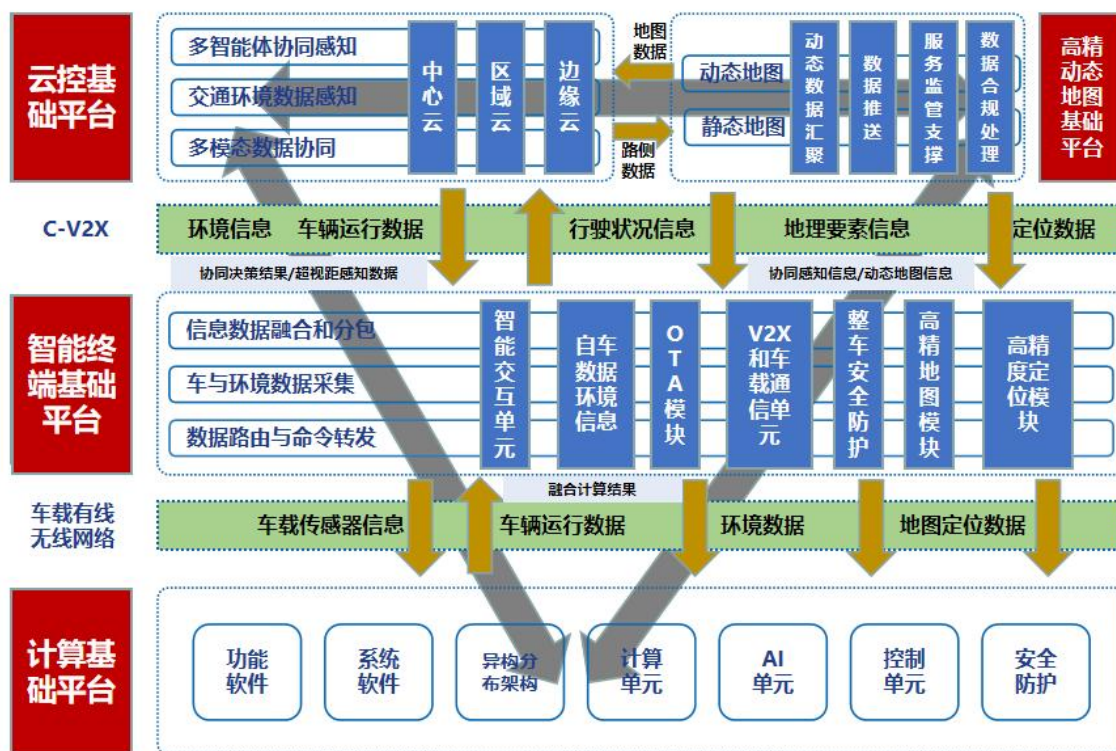 云控基
础平台
多智能体协同感知
交通环境数据感知
多模态数据协同
中心云
区域云
边缘云
地图
数据
路侧
数据
动态地图
静态地图
动态数据汇聚
数据推送
服务监管支撑
数据合规处理
高精
动态
地图
基础
平台
C-V2X
环境信息
车辆运行数据
行驶状况信息
地理要素信息
定位数据
协同决策结果/超视距感知数据
协同感知信息/动态地图信息
智能终
端基础
平台
信息数据融合和分包
车与环境数据采集
数据路由与命令转发
智能交互单元
自车
数据
环境
信息
OTA模块
V2X
和车
载通
信单
元
整车安全防护
高精地图模块
高精
度定
位模
块
融合计算结果
车载有线
无线网络
车载传感器信息
车辆运行数据
环境数据
地图定位数据
计算基
础平台
功能
软件
系统
软件
异构分
布架构
计算
单元
AI
单元
控制
单元
安全
防护